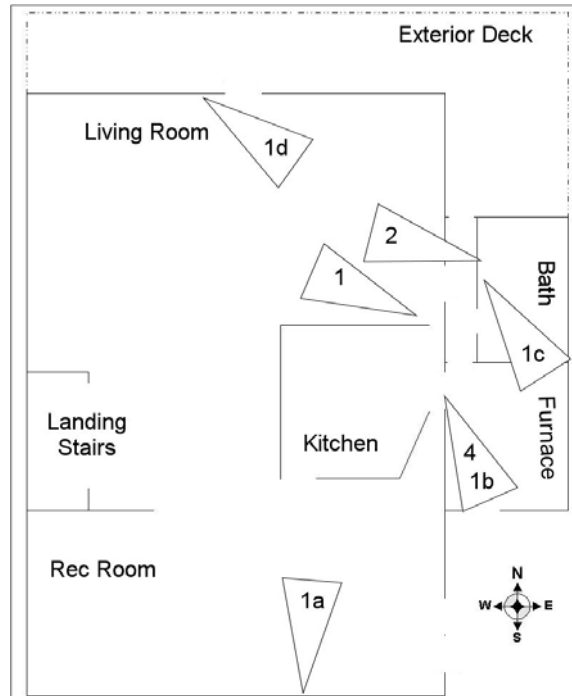 Exterior Deck
Living Room
1d
2
1
Bath
1c
Landing
Stairs
Kitchen
Furnace
4
1b
Rec Room
1a
N
W
E
S